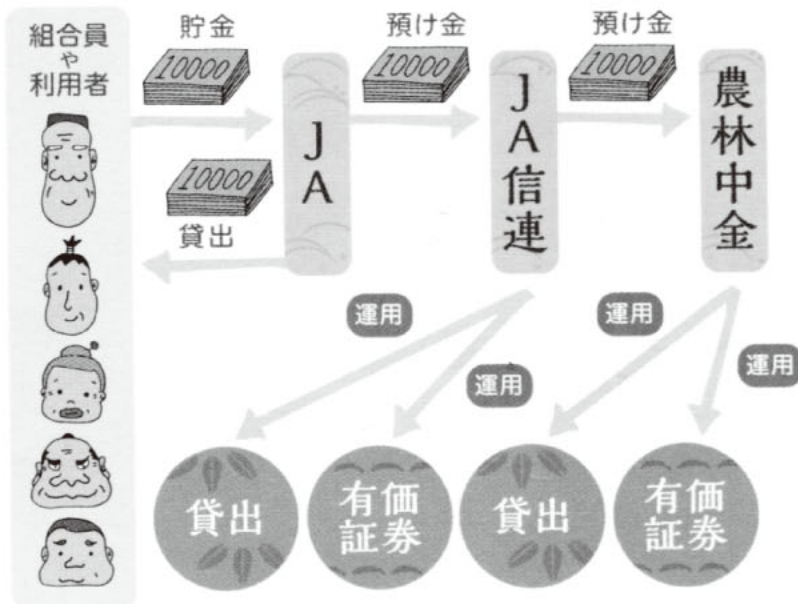 組合員
や
利用者
貯金
10000
預け金
10000
預け金
10000
JA
JA信連
農林中金
10000
貸出
運用
運用
運用
運用
貸出
有価
証券
貸出
有価
証券